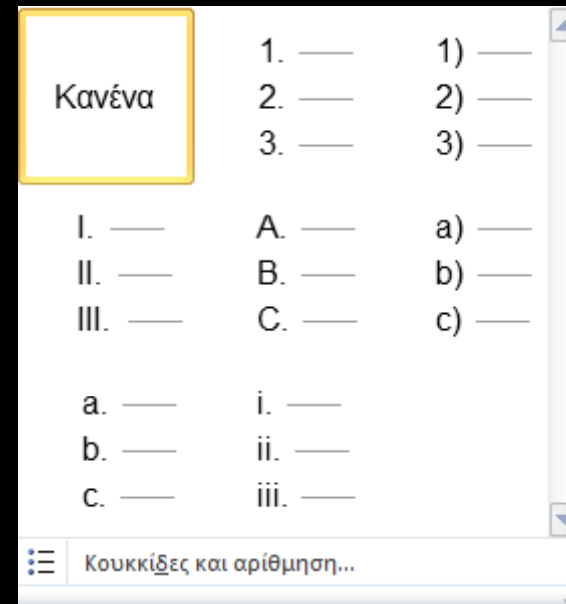 Κανένα
1.
2.
3.
1)
2)
3)
I.
II.
III.
A.
B.
C.
a)
b)
c)
a.
b.
c.
i.
ii.
iii.
Κουκκίδες και αρίθμηση...